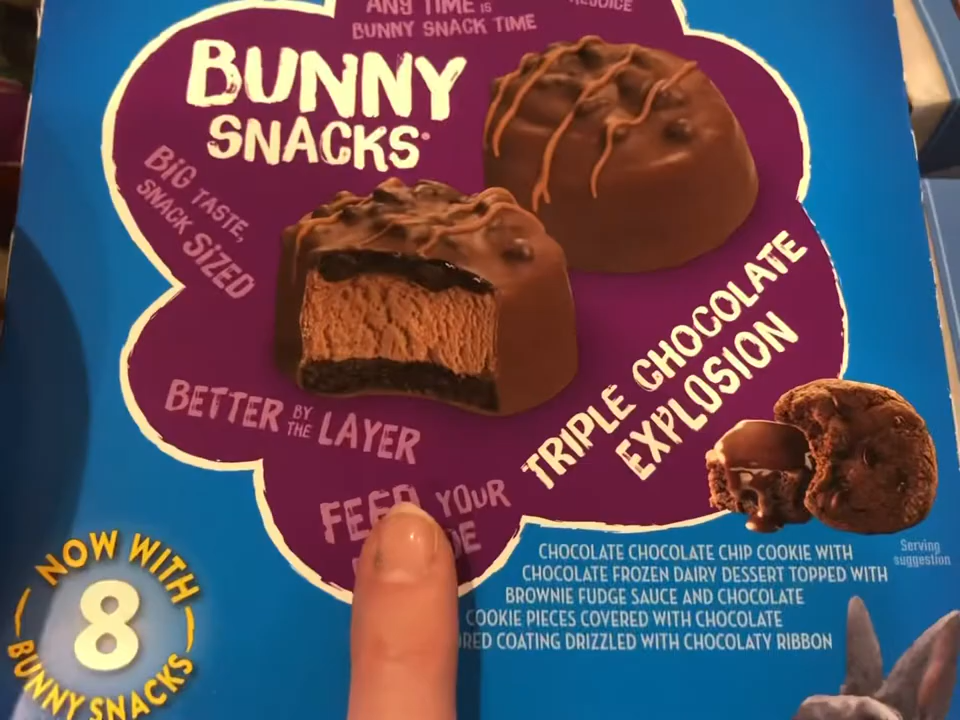 ANY TIME IS
BUNNY SNACK TIME
REJOICE
BUNNY
SNACKS
BIG TASTE,
SNACK SIZED
BETTER BY THE LAYER
FEED YOUR
TRIPLE CHOCOLATE
EXPLOSION
CHOCOLATE CHOCOLATE CHIP COOKIE WITH
CHOCOLATE FROZEN DAIRY DESSERT TOPPED WITH
BROWNIE FUDGE SAUCE AND CHOCOLATE
COOKIE PIECES COVERED WITH CHOCOLATE
COATING DRIZZLED WITH CHOCOLATY RIBBON
Serving
suggestion
NOW WITH
8
BUNNY SNACKS